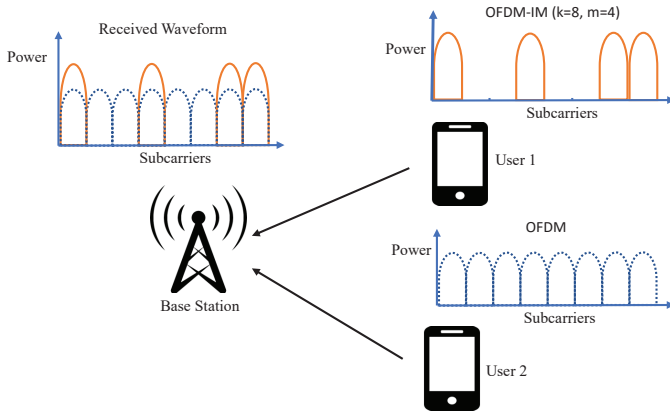 Received Waveform
Power
Subcarriers
OFDM-IM (k=8, m=4)
Power
Subcarriers
User 1
Base Station
OFDM
Power
Subcarriers
User 2